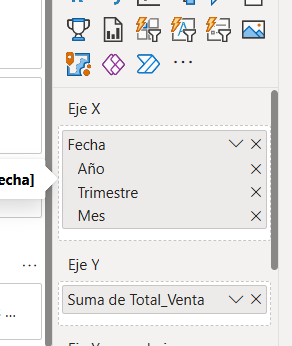 Eje X
Fecha
Año
echa]
Trimestre
Mes
Eje Y
Suma de Total_Venta